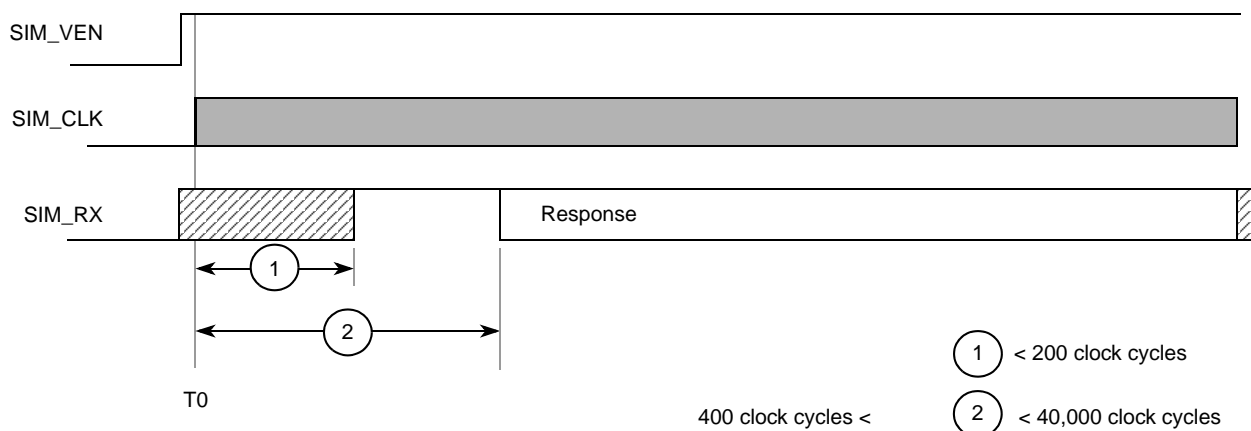 SIM_VEN
SIM_CLK
SIM_RX
Response
1
2
T0
1 < 200 clock cycles
400 clock cycles < 2 < 40,000 clock cycles